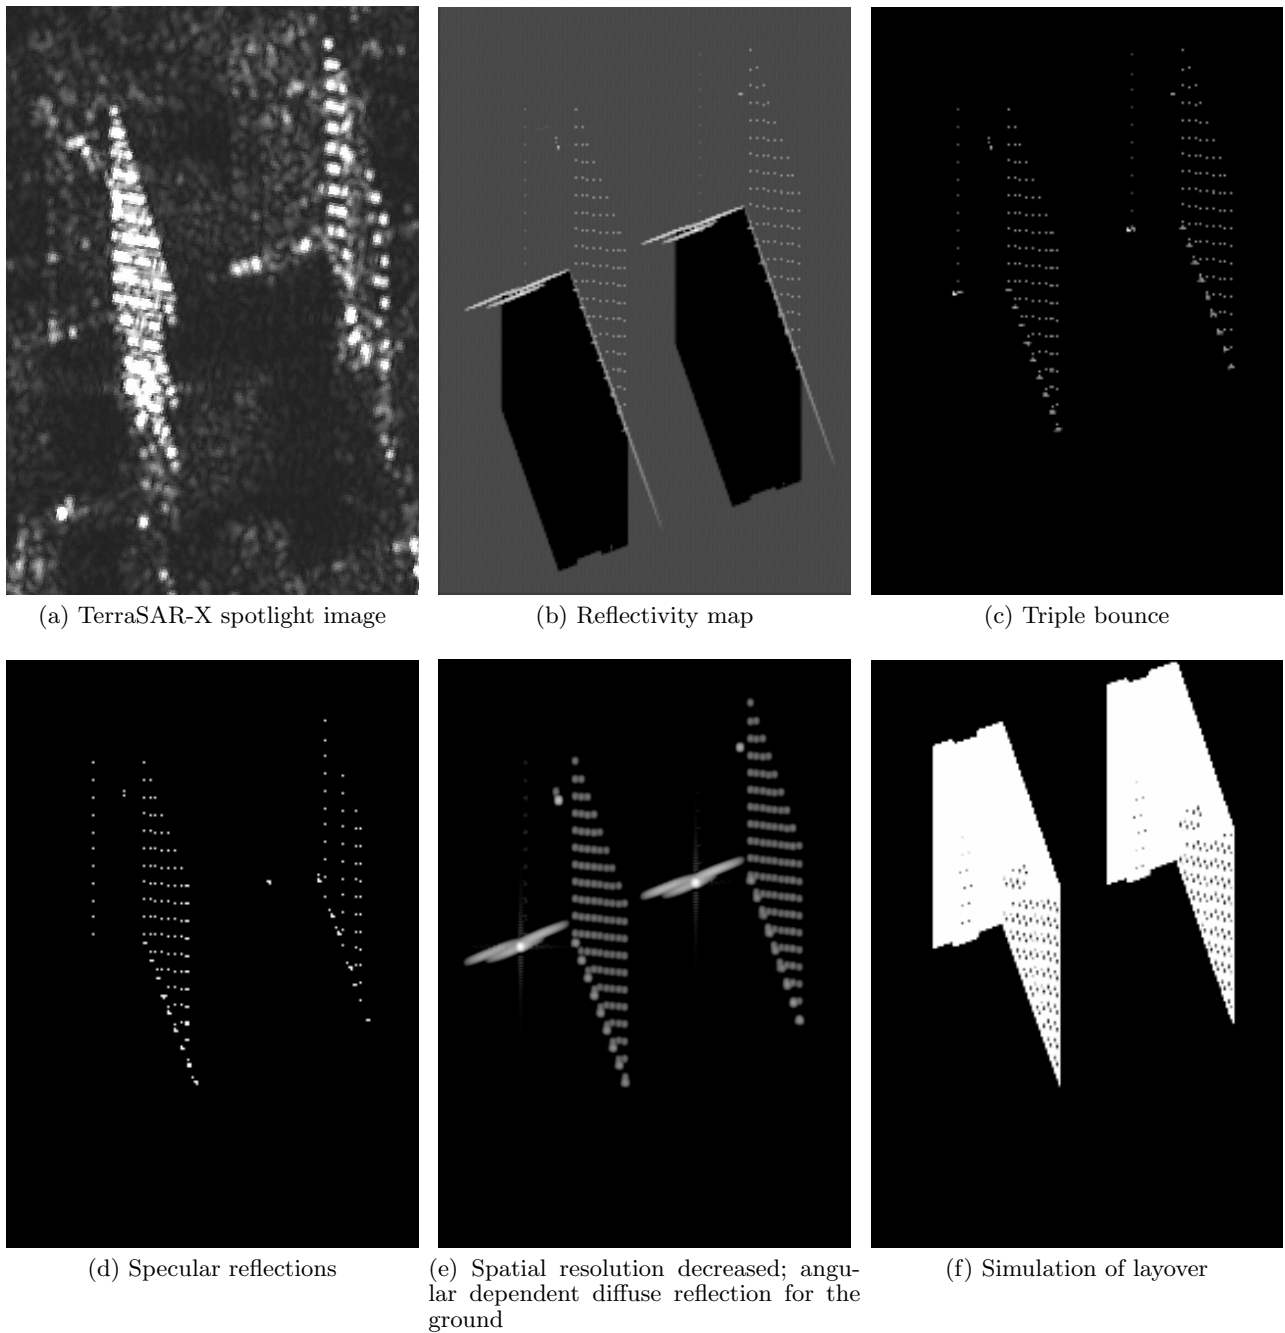 (a) TerraSAR-X spotlight image
(b) Reflectivity map
(c) Triple bounce
(d) Specular reflections
(e) Spatial resolution decreased; angu-
lar dependent diffuse reflection for the
ground
(f) Simulation of layover